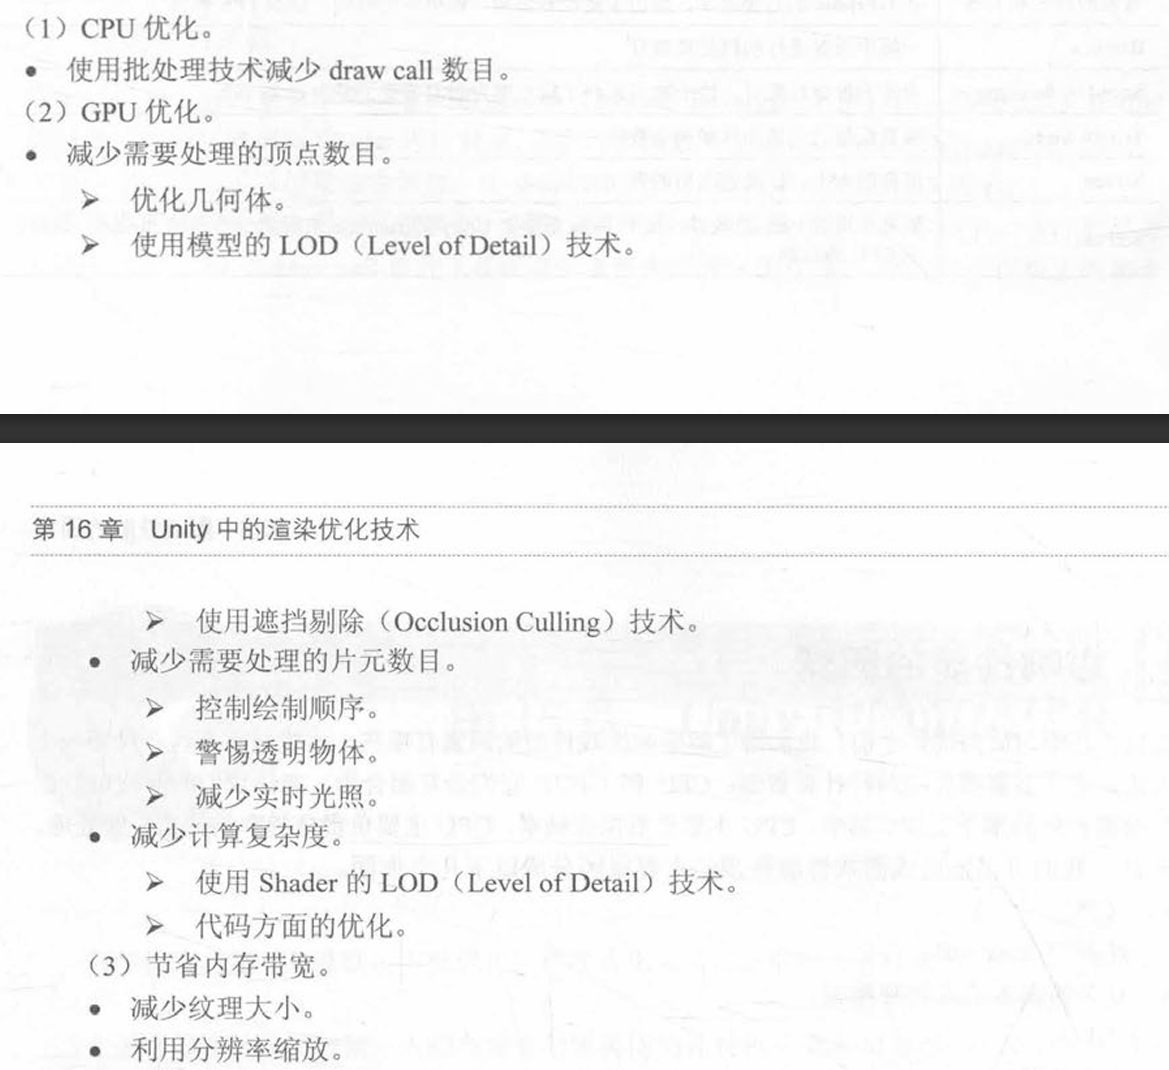 （1）CPU 优化。
• 使用批处理技术减少 draw call 数目。
（2）GPU 优化。
• 减少需要处理的顶点数目。
➢ 优化几何体。
➢ 使用模型的 LOD（Level of Detail）技术。
第 16 章 Unity 中的渲染优化技术
➢ 使用遮挡剔除（Occlusion Culling）技术。
• 减少需要处理的片元数目。
➢ 控制绘制顺序。
➢ 警惕透明物体。
➢ 减少实时光照。
• 减少计算复杂度。
➢ 使用 Shader 的 LOD（Level of Detail）技术。
➢ 代码方面的优化。
（3）节省内存带宽。
• 减少纹理大小。
• 利用分辨率缩放。